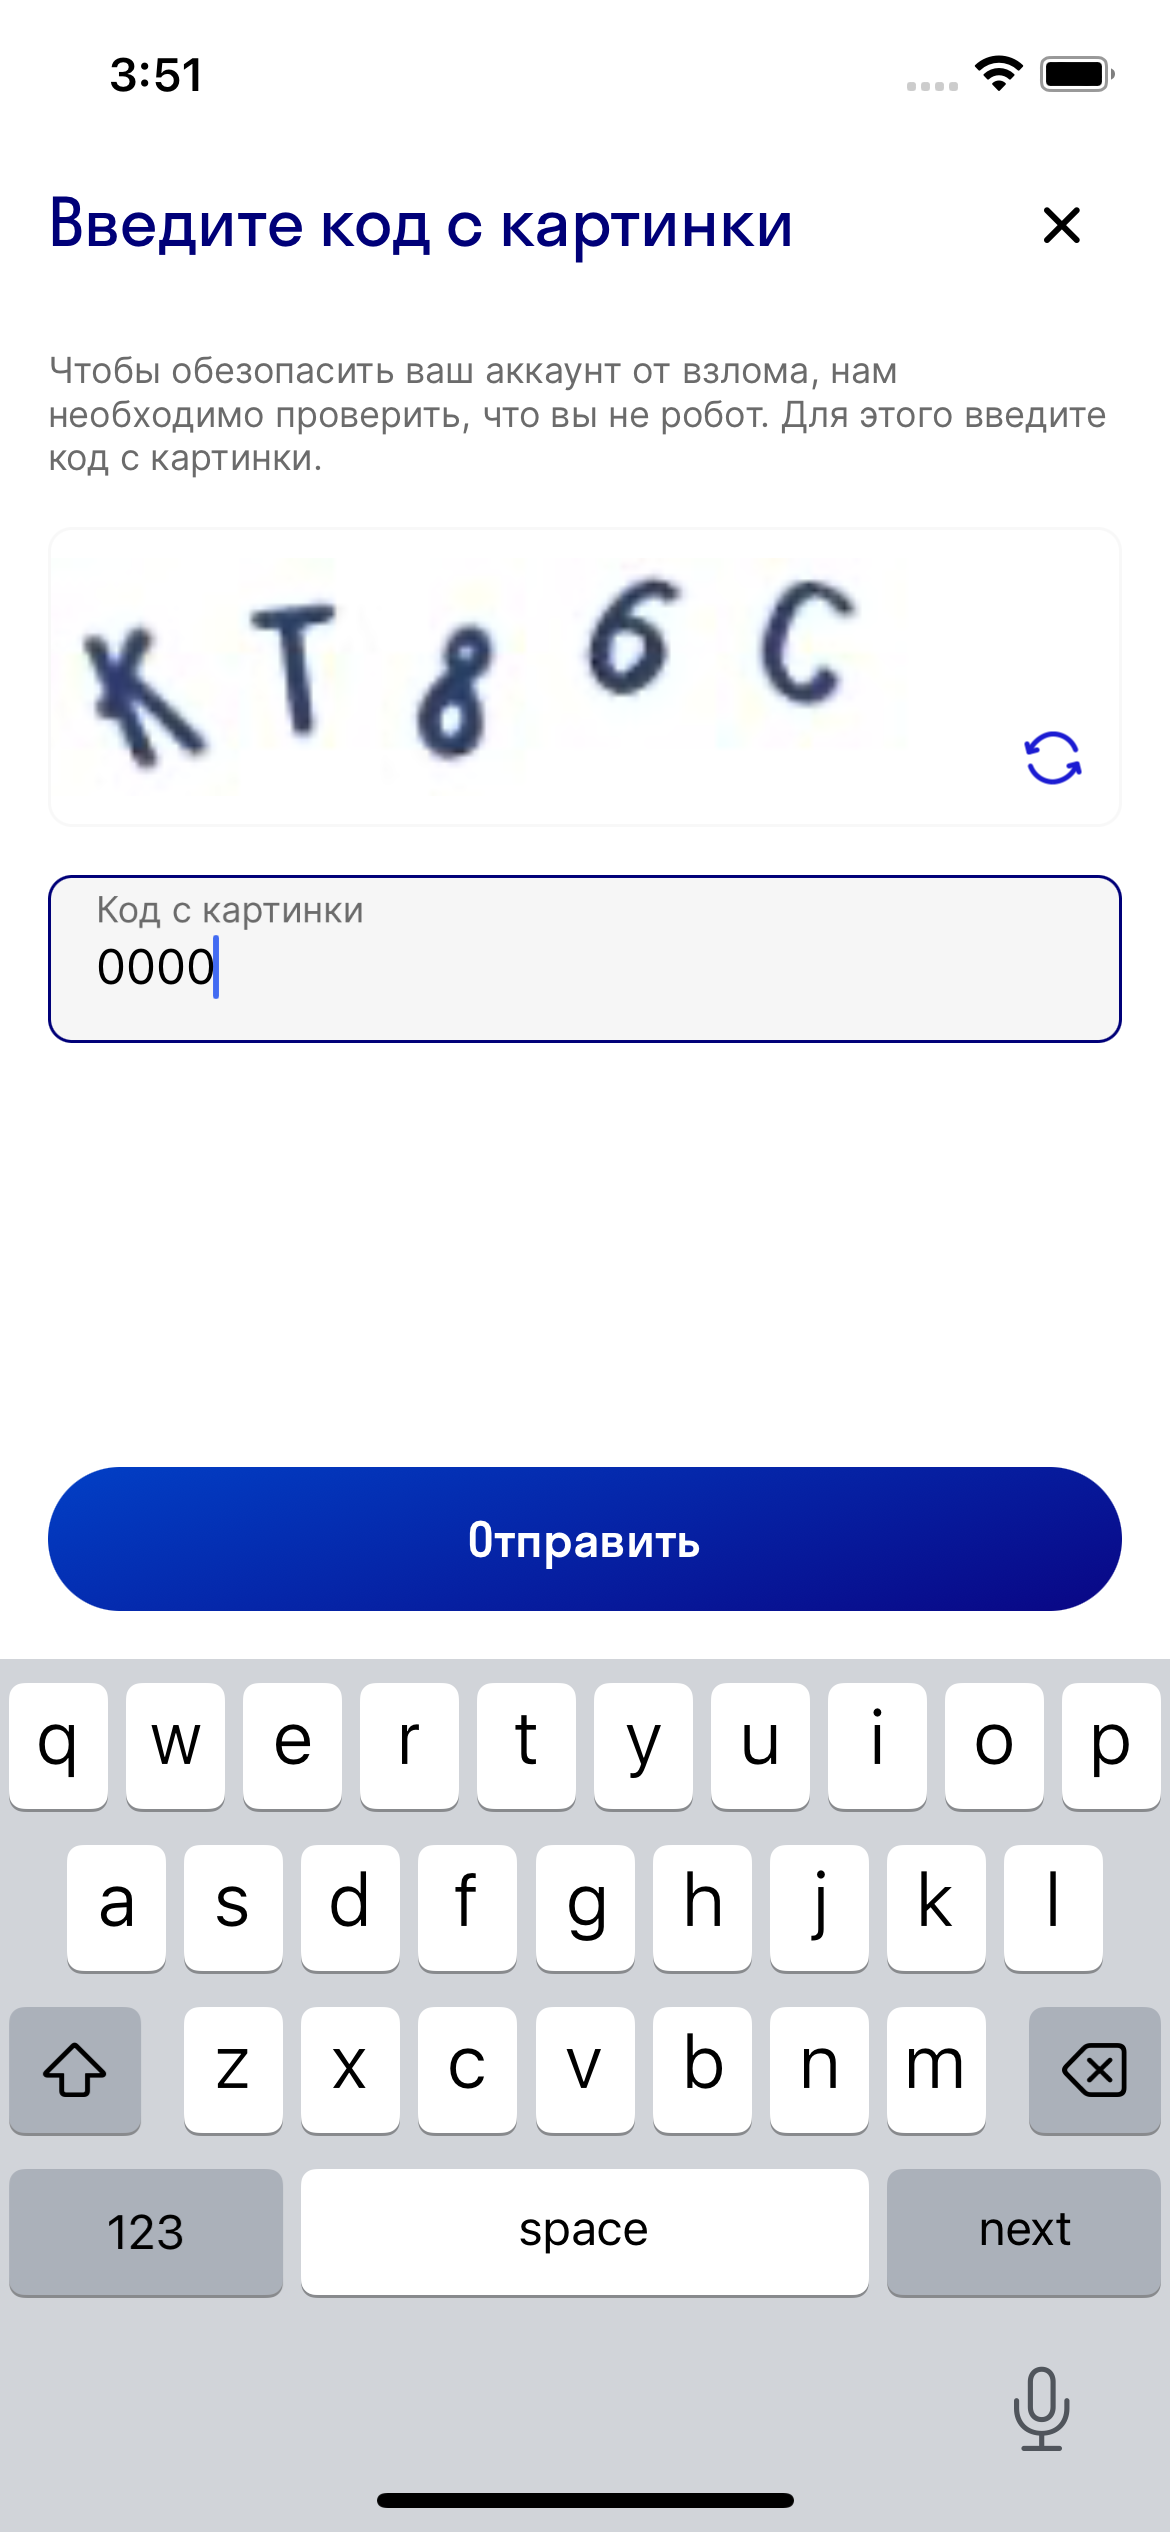 3:51
Введите код с картинки
Чтобы обезопасить ваш аккаунт от взлома, нам
необходимо проверить, что вы не робот. Для этого введите
код с картинки.
KT86C
Код с картинки
0000
Отправить
q w e r t y u i o p
a s d f g h j k l
z x c v b n m
123 space next